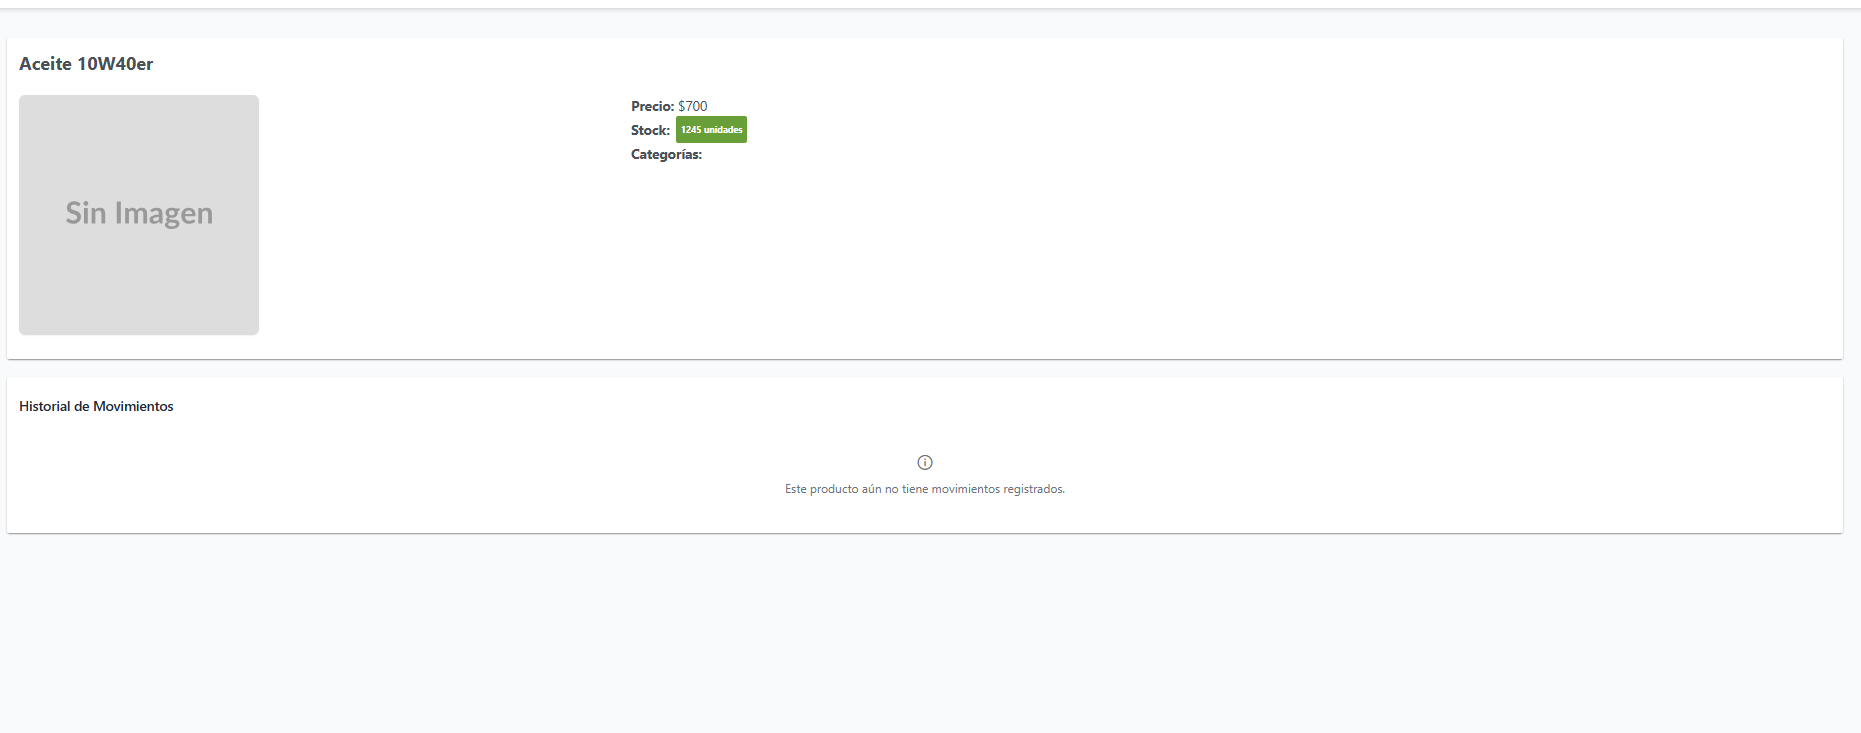 Aceite 10W40er
Sin Imagen
Precio: $700
Stock: 1245 unidades
Categorías:
Historial de Movimientos
Este producto aún no tiene movimientos registrados.